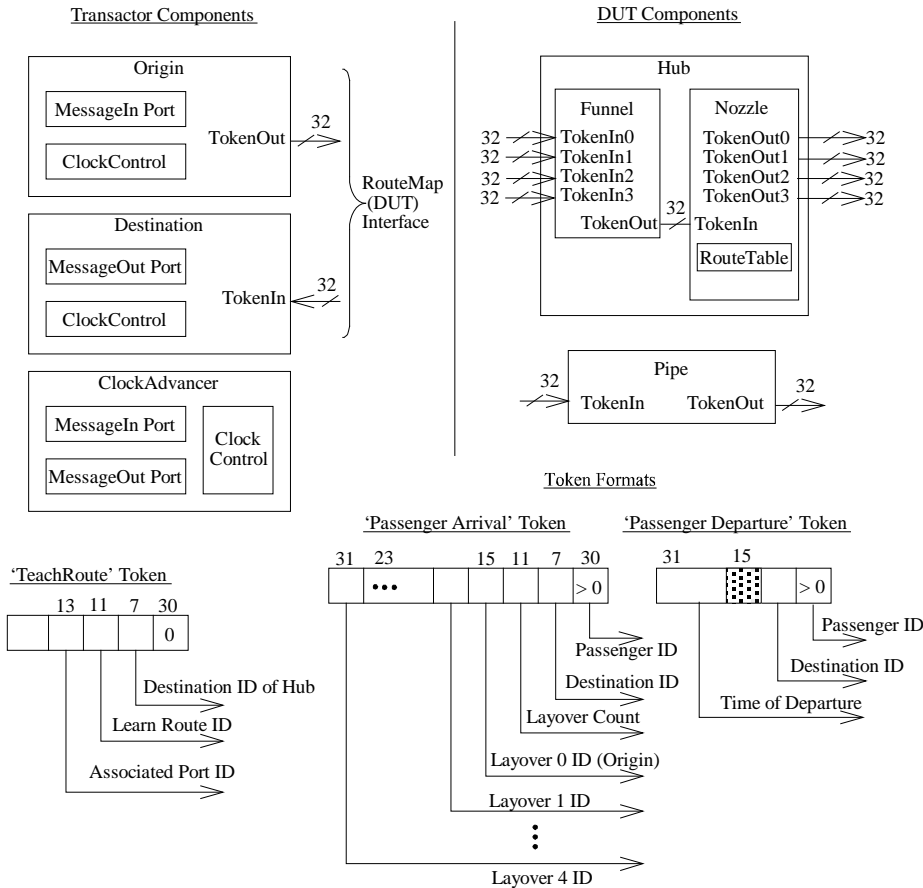 Transactor Components
Origin
MessageIn Port
ClockControl
TokenOut
32
Destination
MessageOut Port
ClockControl
TokenIn
32
RouteMap
(DUT)
Interface
ClockAdvancer
MessageIn Port
MessageOut Port
Clock
Control
DUT Components
Hub
Funnel
32 TokenIn0
32 TokenIn1
32 TokenIn2
32 TokenIn3
TokenOut
32
Nozzle
TokenOut0 32
TokenOut1 32
TokenOut2 32
TokenOut3 32
TokenIn
RouteTable
Pipe
32
TokenIn TokenOut
32
Token Formats
'TeachRoute' Token
13 11 7 30
0
Destination ID of Hub
Learn Route ID
Associated Port ID
'Passenger Arrival' Token
31 23 15 11 7 30
> 0
Passenger ID
Destination ID
Layover Count
Layover 0 ID (Origin)
Layover 1 ID
Layover 4 ID
'Passenger Departure' Token
31 15
> 0
Passenger ID
Destination ID
Time of Departure